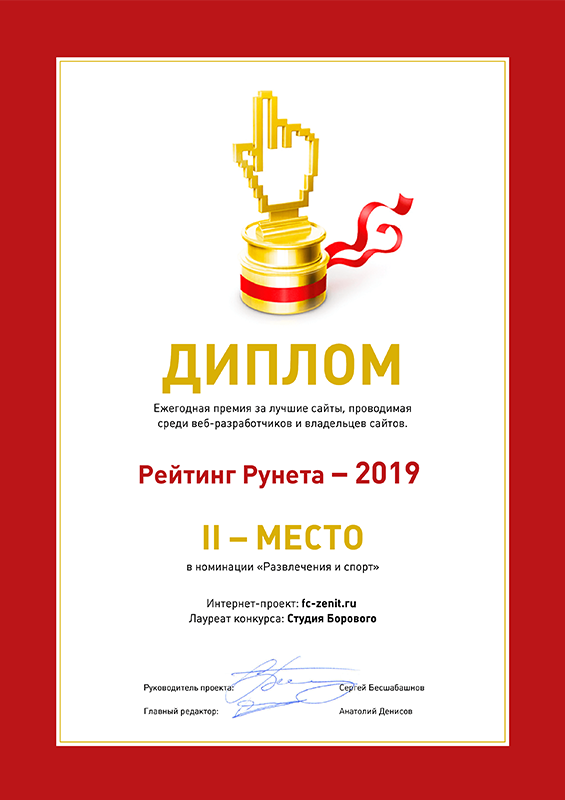 ДИПЛОМ
Ежегодная премия за лучшие сайты, проводимая
среди веб-разработчиков и владельцев сайтов.
Рейтинг Рунета – 2019
II – МЕСТО
в номинации «Развлечения и спорт»
Интернет-проект: fc-zenit.ru
Лауреат конкурса: Студия Борового
Руководитель проекта: Сергей Бесшабашнов
Главный редактор: Анатолий Денисов